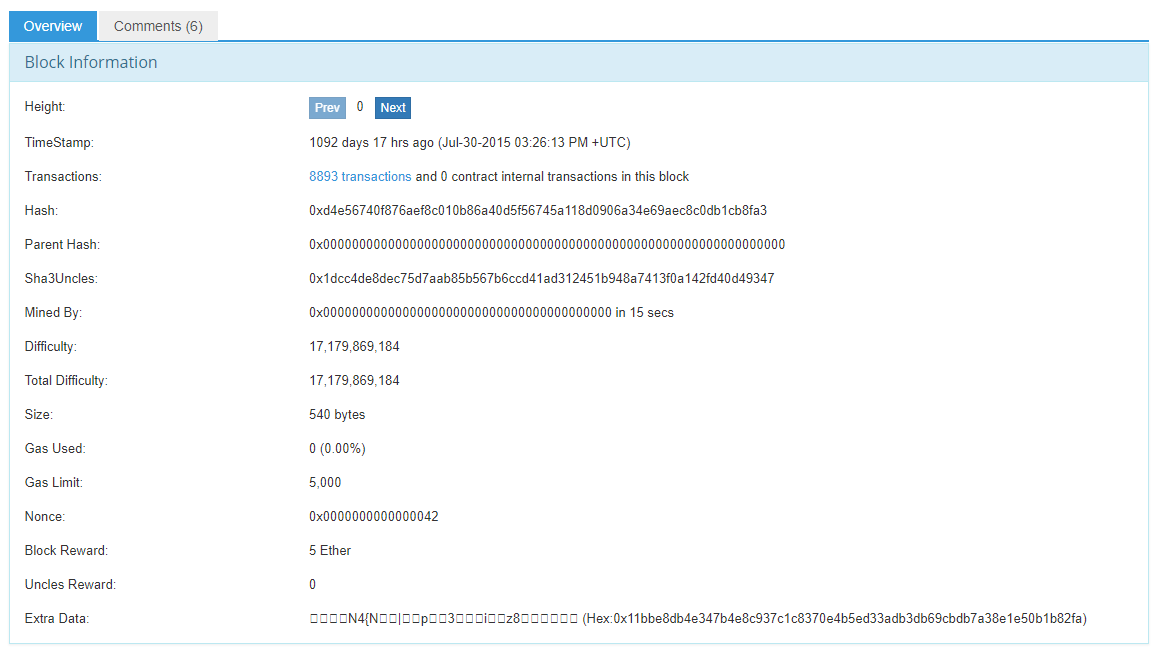 Overview Comments (6)
Block Information
Height: Prev 0 Next
TimeStamp: 1092 days 17 hrs ago (Jul-30-2015 03:26:13 PM +UTC)
Transactions: 8893 transactions and 0 contract internal transactions in this block
Hash: 0xd4e56740f876aef8c010b86a40d5f56745a118d0906a34e69aec8c0db1cb8fa3
Parent Hash: 0x0000000000000000000000000000000000000000000000000000000000000000
Sha3Uncles: 0x1dcc4de8dec75d7aab85b567b6ccd41ad312451b948a7413f0a142fd40d49347
Mined By: 0x0000000000000000000000000000000000000000 in 15 secs
Difficulty: 17,179,869,184
Total Difficulty: 17,179,869,184
Size: 540 bytes
Gas Used: 0 (0.00%)
Gas Limit: 5,000
Nonce: 0x0000000000000042
Block Reward: 5 Ether
Uncles Reward: 0
Extra Data: □□□□N4{N□□|□□p□□3□□□i□□z8□□□□□□ (Hex:0x11bbe8db4e347b4e8c937c1c8370e4b5ed33adb3db69cbdb7a38e1e50b1b82fa)